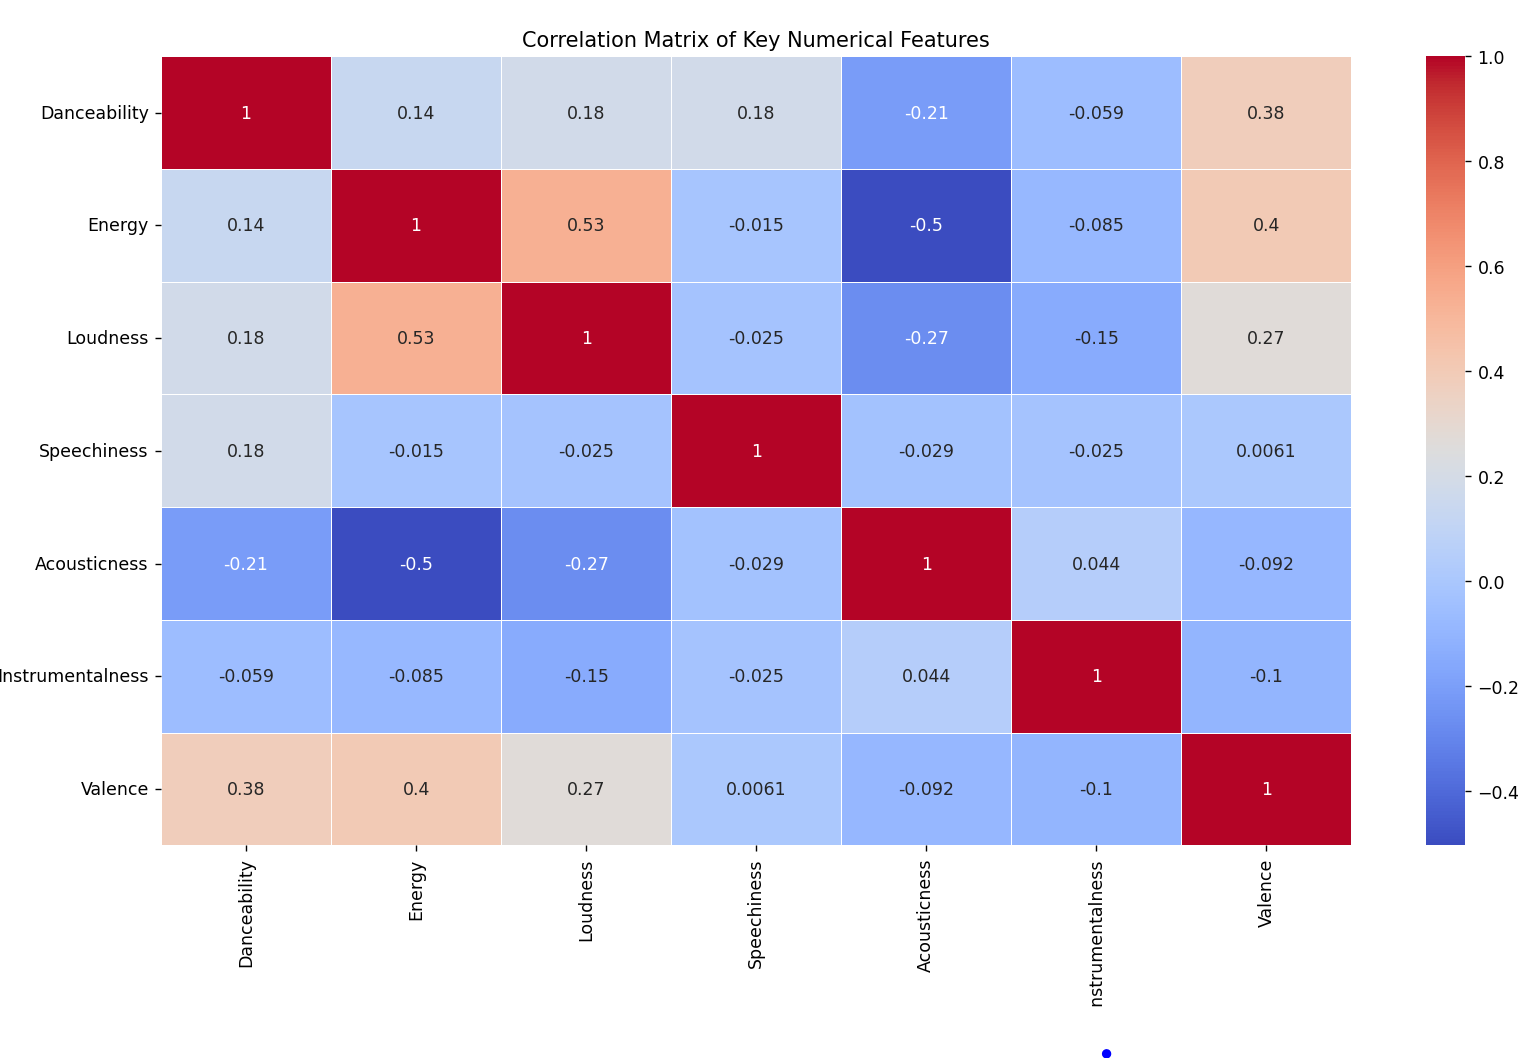 Correlation Matrix of Key Numerical Features
Danceability 1 0.14 0.18 0.18 -0.21 -0.059 0.38
Energy 0.14 1 0.53 -0.015 -0.5 -0.085 0.4
Loudness 0.18 0.53 1 -0.025 -0.27 -0.15 0.27
Speechiness 0.18 -0.015 -0.025 1 -0.029 -0.025 0.0061
Acousticness -0.21 -0.5 -0.27 -0.029 1 0.044 -0.092
Instrumentalness -0.059 -0.085 -0.15 -0.025 0.044 1 -0.1
Valence 0.38 0.4 0.27 0.0061 -0.092 -0.1 1
Danceability
Energy
Loudness
Speechiness
Acousticness
nstrumentalness
Valence
1.0
0.8
0.6
0.4
0.2
0.0
−0.2
−0.4